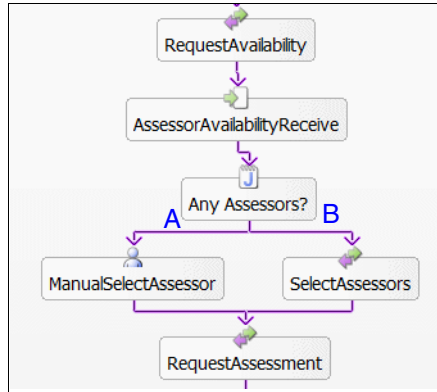 RequestAvailability
AssessorAvailabilityReceive
J
Any Assessors?
A B
ManualSelectAssessor SelectAssessors
RequestAssessment